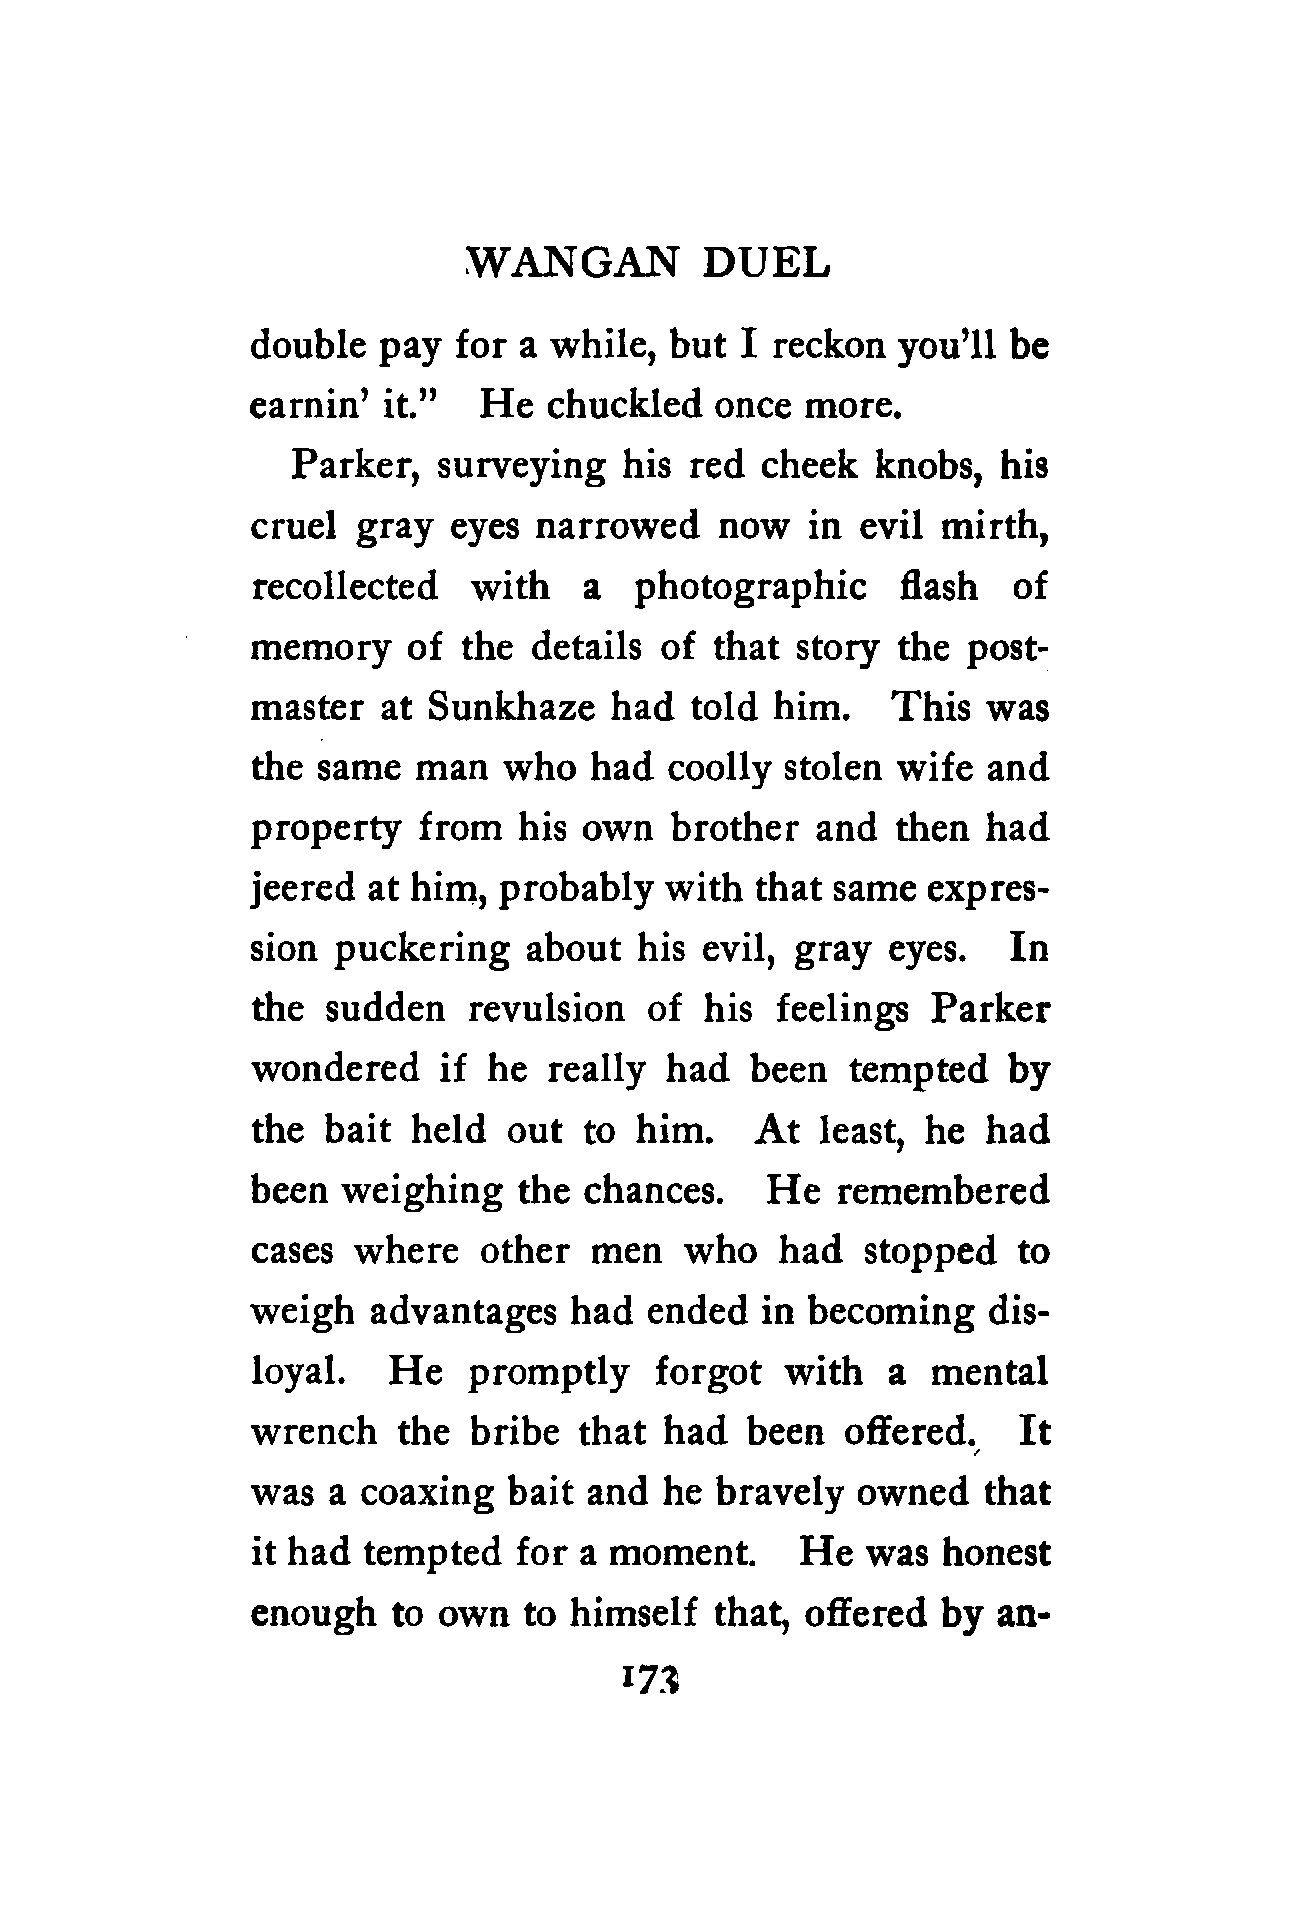 WANGAN DUEL
double pay for a while, but I reckon you'll be
earnin' it." He chuckled once more.
Parker, surveying his red cheek knobs, his
cruel gray eyes narrowed now in evil mirth,
recollected with a photographic flash of
memory of the details of that story the post-
master at Sunkhaze had told him. This was
the same man who had coolly stolen wife and
property from his own brother and then had
jeered at him, probably with that same expres-
sion puckering about his evil, gray eyes. In
the sudden revulsion of his feelings Parker
wondered if he really had been tempted by
the bait held out to him. At least, he had
been weighing the chances. He remembered
cases where other men who had stopped to
weigh advantages had ended in becoming dis-
loyal. He promptly forgot with a mental
wrench the bribe that had been offered. It
was a coaxing bait and he bravely owned that
it had tempted for a moment. He was honest
enough to own to himself that, offered by an-
173